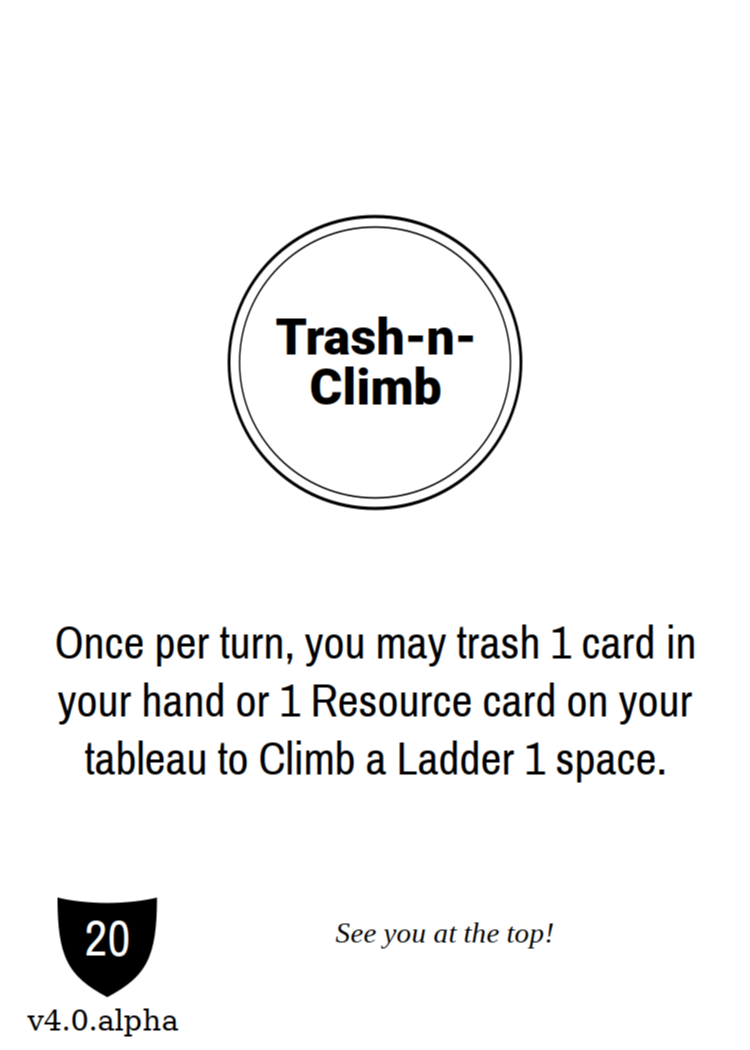 Trash-n-
Climb
Once per turn, you may trash 1 card in
your hand or 1 Resource card on your
tableau to Climb a Ladder 1 space.
20
See you at the top!
v4.0.alpha